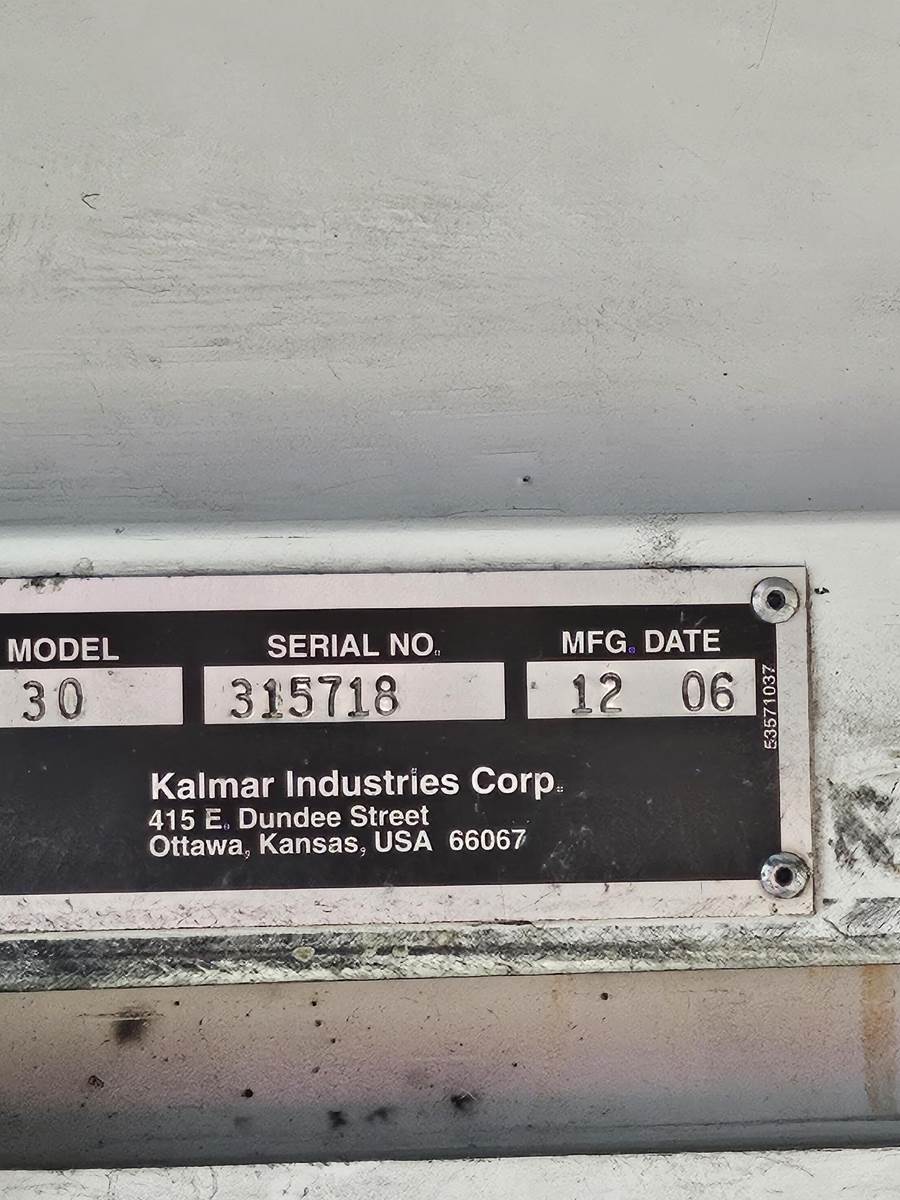 MODEL SERIAL NO. MFG. DATE
30 315718 12 06
53571037
Kalmar Industries Corp.
415 E. Dundee Street
Ottawa, Kansas, USA 66067